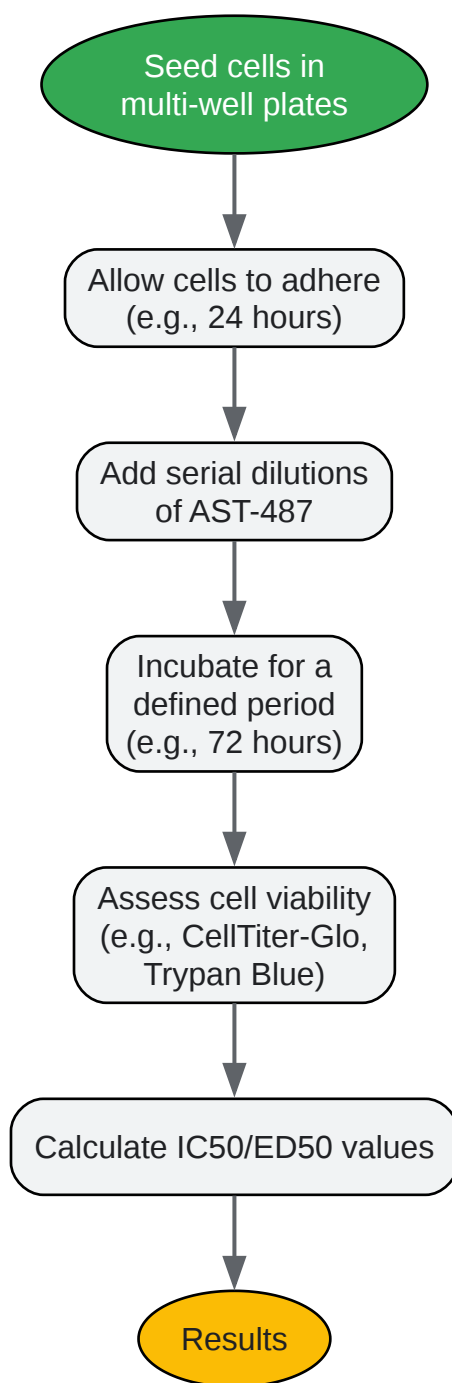 Seed cells in
multi-well plates
Allow cells to adhere
(e.g., 24 hours)
Add serial dilutions
of AST-487
Incubate for a
defined period
(e.g., 72 hours)
Assess cell viability
(e.g., CellTiter-Glo,
Trypan Blue)
Calculate IC50/ED50 values
Results